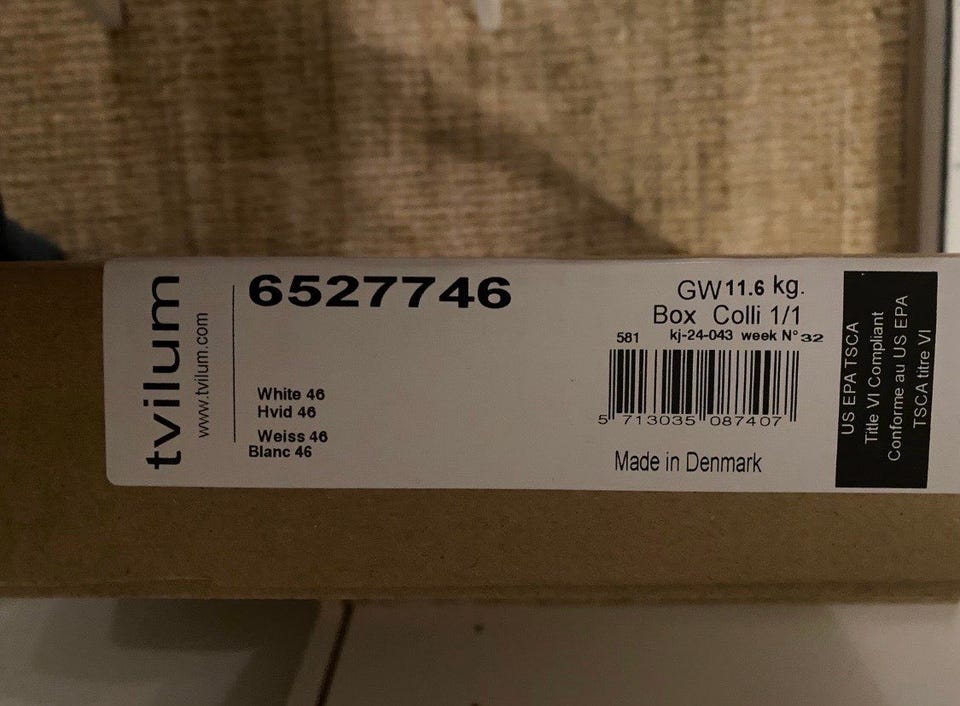 tvilum
www.tvilum.com
6527746
White 46
Hvid 46
Weiss 46
Blanc 46
GW 11.6 kg.
Box Colli 1/1
581 kj-24-043 week N° 32
5 713035 087407
Made in Denmark
US EPA TSCA
Title VI Compliant
Conforme au US EPA
TSCA titre VI